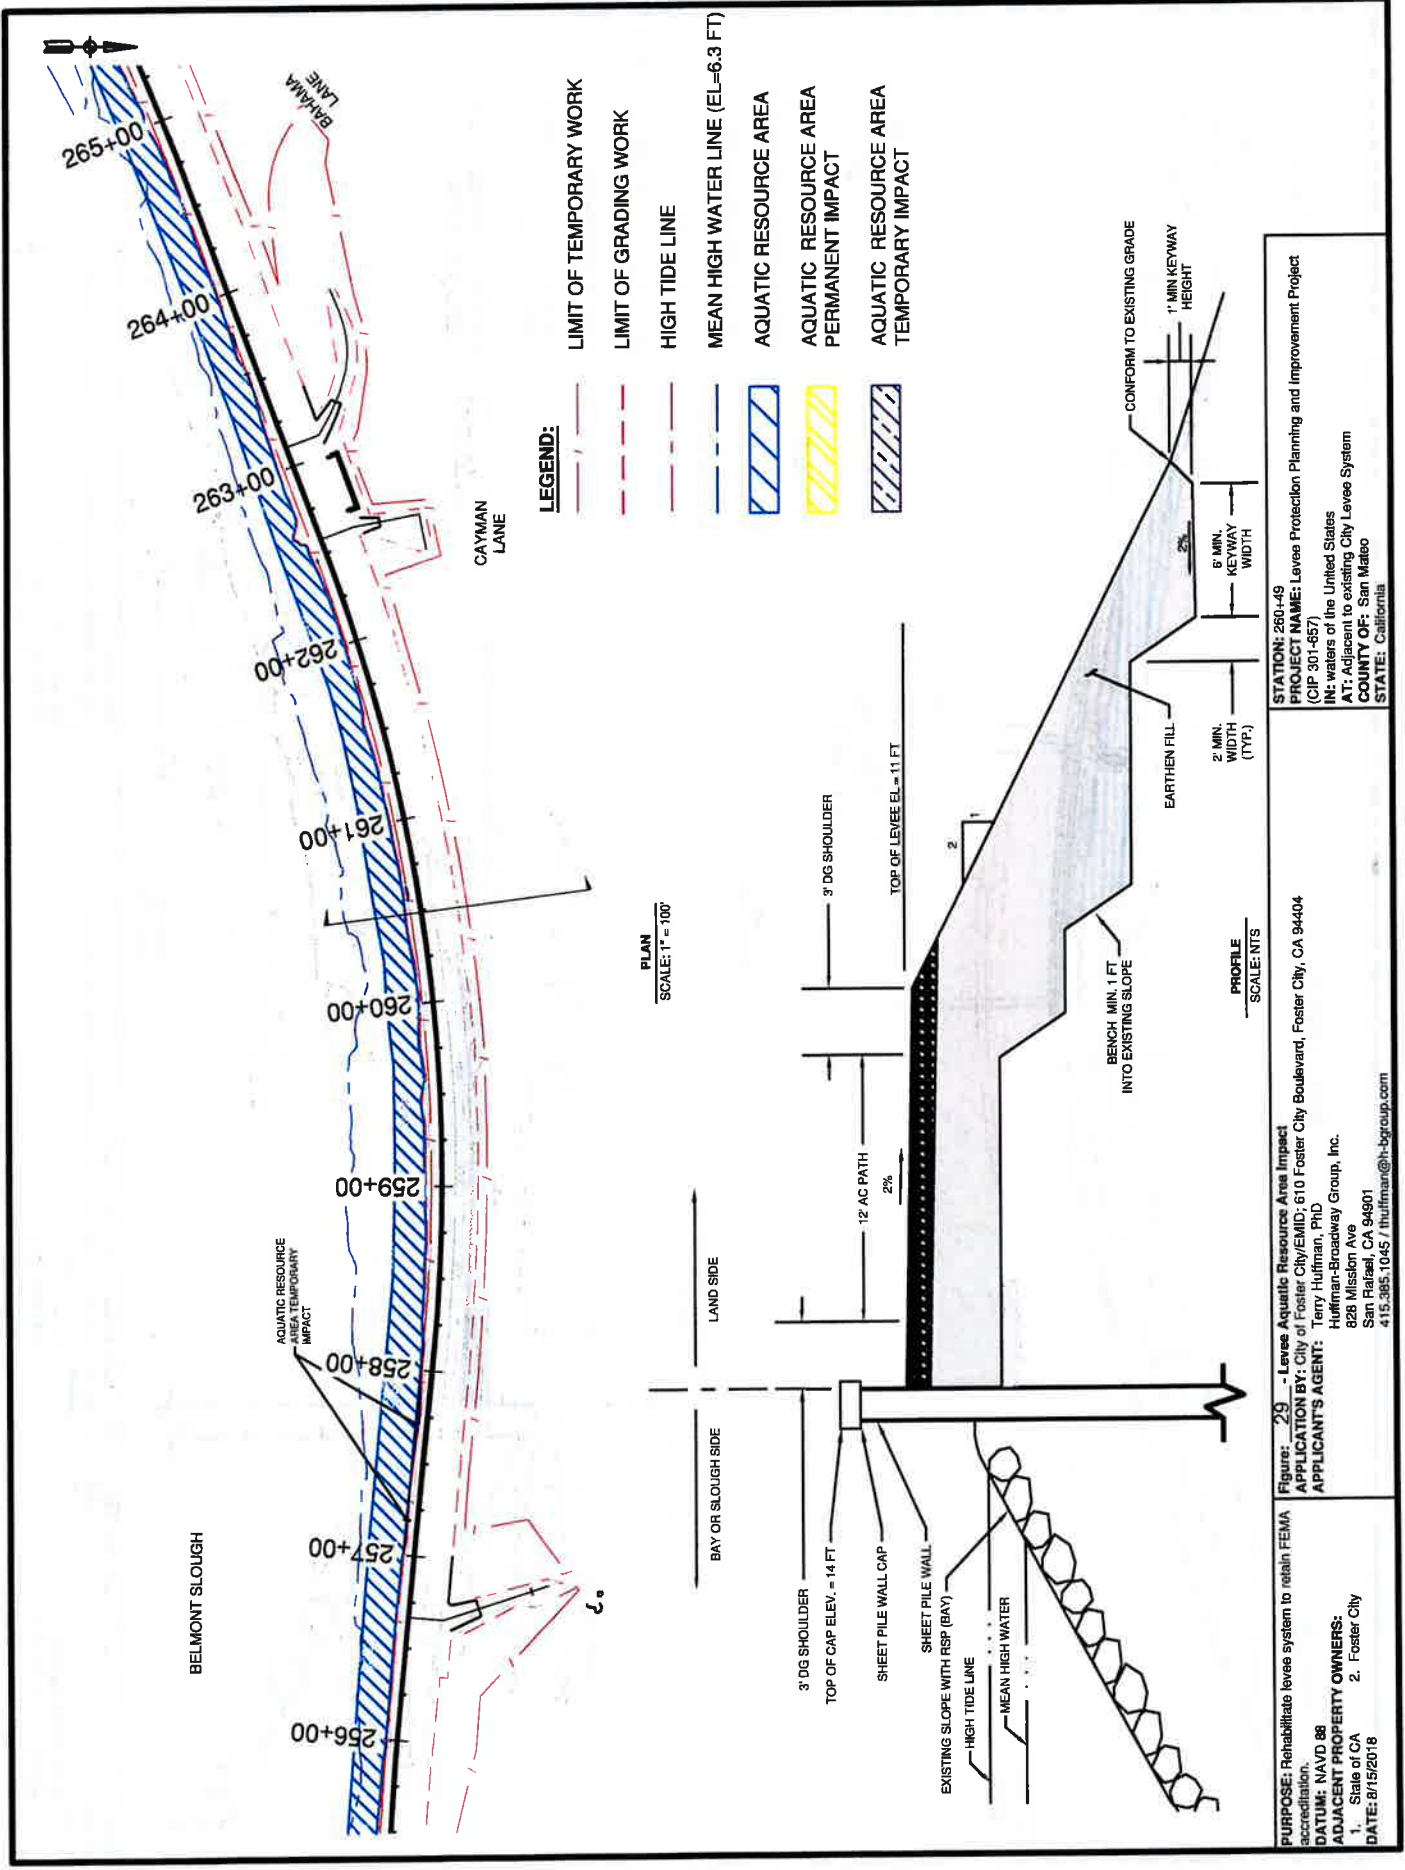 BELMONT SLOUGH
AQUATIC RESOURCE
AREA TEMPORARY
IMPACT
256+00
257+00
258+00
259+00
260+00
261+00
262+00
263+00
264+00
265+00
BAHAMA
LANE
CAYMAN
LANE
PLAN
SCALE: 1" = 100'
LEGEND:
LIMIT OF TEMPORARY WORK
LIMIT OF GRADING WORK
HIGH TIDE LINE
MEAN HIGH WATER LINE (EL=6.3 FT)
AQUATIC RESOURCE AREA
AQUATIC RESOURCE AREA
PERMANENT IMPACT
AQUATIC RESOURCE AREA
TEMPORARY IMPACT
BAY OR SLOUGH SIDE
LAND SIDE
3' DG SHOULDER
TOP OF CAP ELEV. = 14 FT
SHEET PILE WALL CAP
SHEET PILE WALL
EXISTING SLOPE WITH RSP (BAY)
HIGH TIDE LINE
MEAN HIGH WATER
12' AC PATH
2%
3' DG SHOULDER
TOP OF LEVEE EL = 11 FT
2
1
BENCH MIN. 1 FT
INTO EXISTING SLOPE
EARTHEN FILL
2' MIN.
WIDTH
(TYP.)
6' MIN.
KEYWAY
WIDTH
2%
CONFORM TO EXISTING GRADE
1' MIN KEYWAY
HEIGHT
PROFILE
SCALE: NTS
PURPOSE: Rehabilitate levee system to retain FEMA
accreditation.
DATUM: NAVD 88
ADJACENT PROPERTY OWNERS:
1. State of CA 2. Foster City
DATE: 8/15/2018
Figure: 29 - Levee Aquatic Resource Area Impact
APPLICATION BY: City of Foster City/EMID; 610 Foster City Boulevard, Foster City, CA 94404
APPLICANT'S AGENT: Terry Huffman, PhD
Huffman-Broadway Group, Inc.
828 Mission Ave
San Rafael, CA 94901
415.385.1045 / thuffman@h-bgroup.com
STATION: 260+49
PROJECT NAME: Levee Protection Planning and Improvement Project
(CIP 301-657)
IN: waters of the United States
AT: Adjacent to existing City Levee System
COUNTY OF: San Mateo
STATE: California